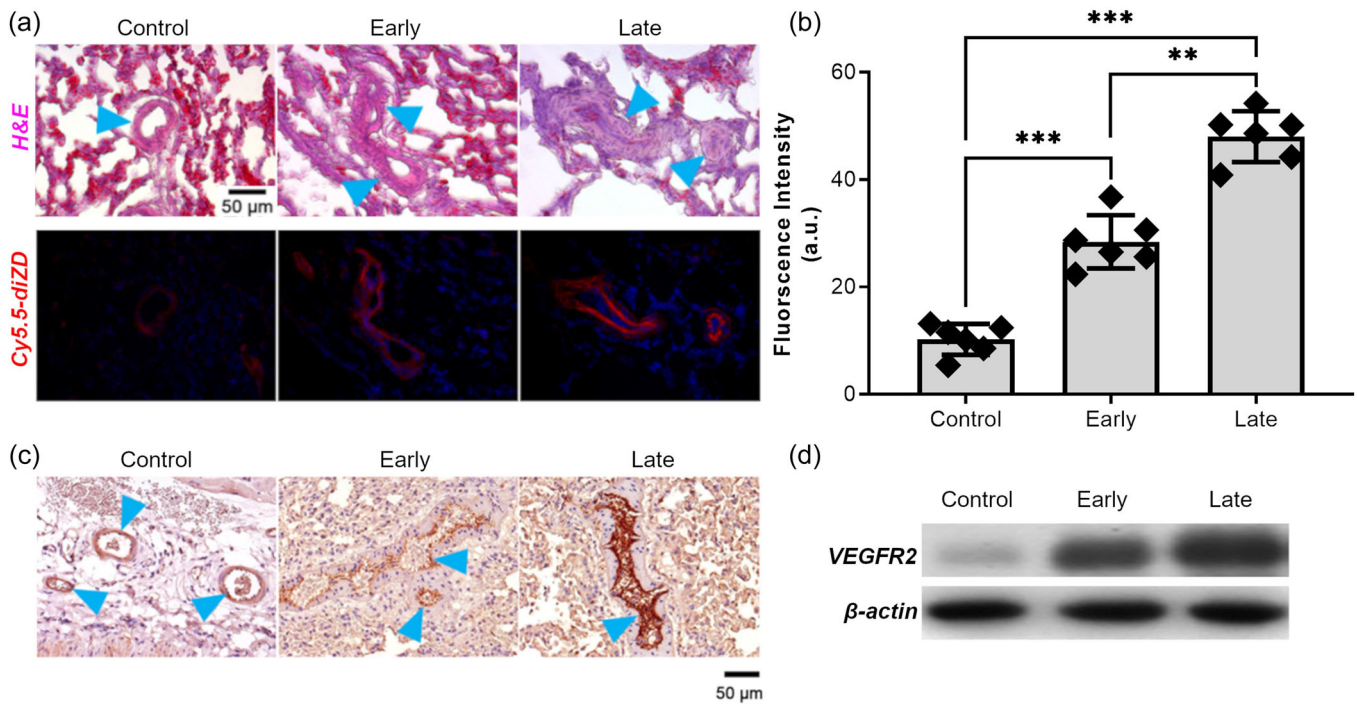 (a)
Control
Early
Late
H&E
50 µm
Cy5.5-diZD
(b)
***
**
***
Fluorscence Intensity
(a.u.)
60
40
20
0
Control
Early
Late
(c)
Control
Early
Late
50 µm
(d)
Control
Early
Late
VEGFR2
β-actin